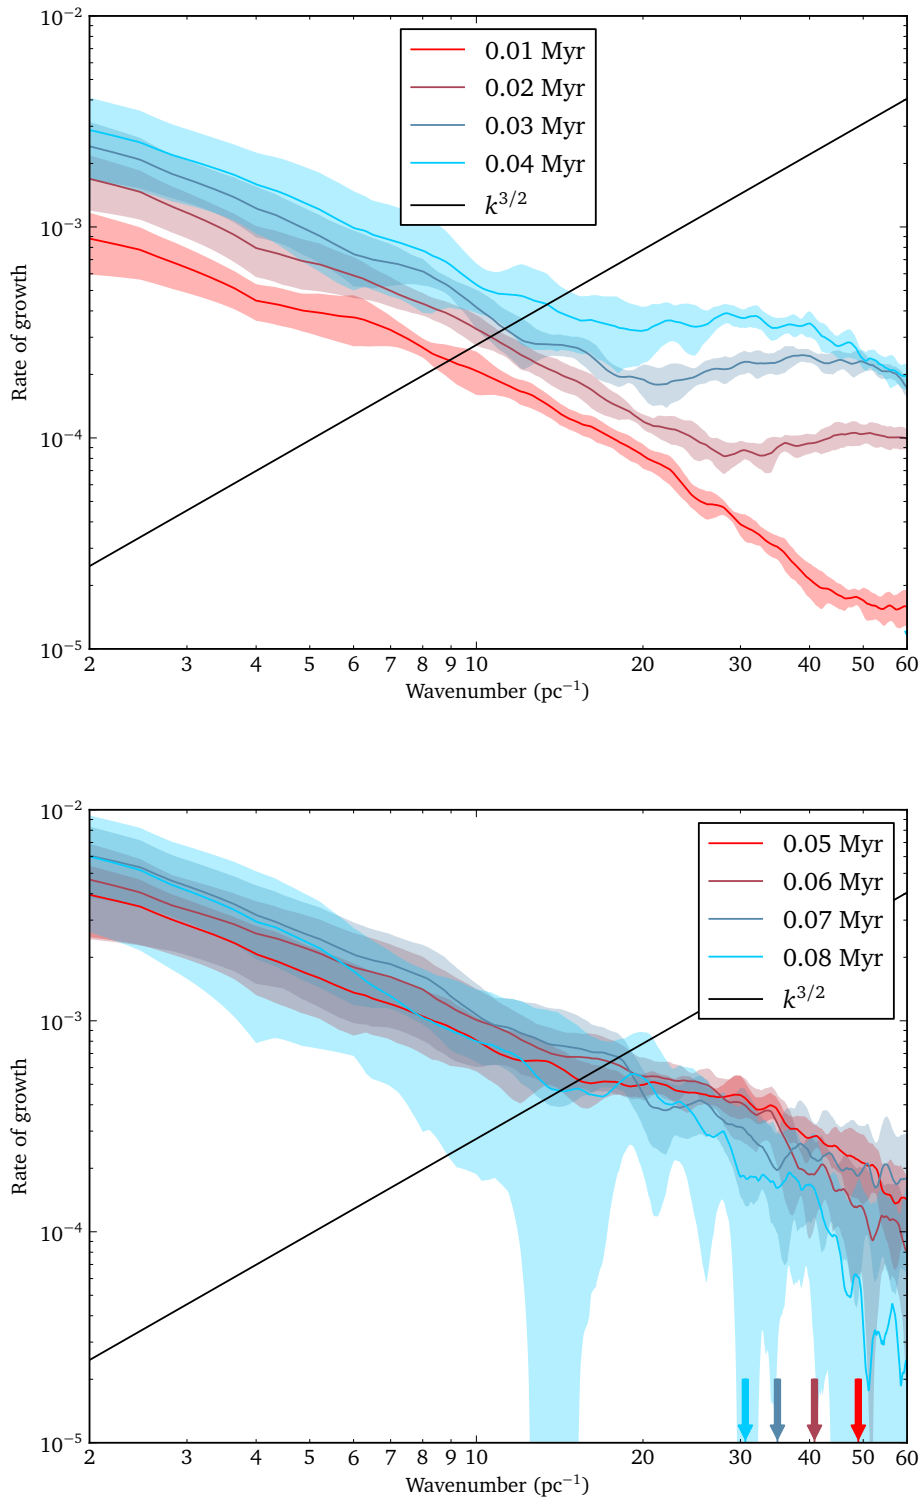 10⁻²
0.01 Myr
0.02 Myr
0.03 Myr
0.04 Myr
k³ᐟ²
10⁻³
Rate of growth
10⁻⁴
10⁻⁵
2 3 4 5 6 7 8 9 10 20 30 40 50 60
Wavenumber (pc⁻¹)
10⁻²
0.05 Myr
0.06 Myr
0.07 Myr
0.08 Myr
k³ᐟ²
10⁻³
Rate of growth
10⁻⁴
10⁻⁵
2 3 4 5 6 7 8 9 10 20 30 40 50 60
Wavenumber (pc⁻¹)